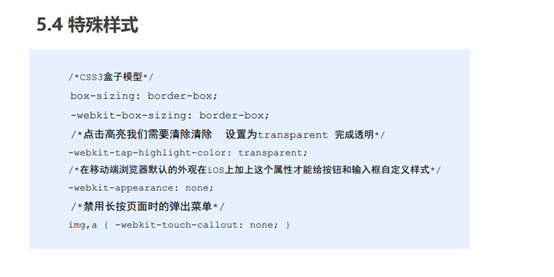 5.4 特殊样式
/*CSS3盒子模型*/
box-sizing: border-box;
-webkit-box-sizing: border-box;
/*点击高亮我们需要清除清除 设置为transparent 完成透明*/
-webkit-tap-highlight-color: transparent;
/*在移动端浏览器默认的外观在iOS上加上这个属性才能给按钮和输入框自定义样式*/
-webkit-appearance: none;
/*禁用长按页面时的弹出菜单*/
img,a { -webkit-touch-callout: none; }